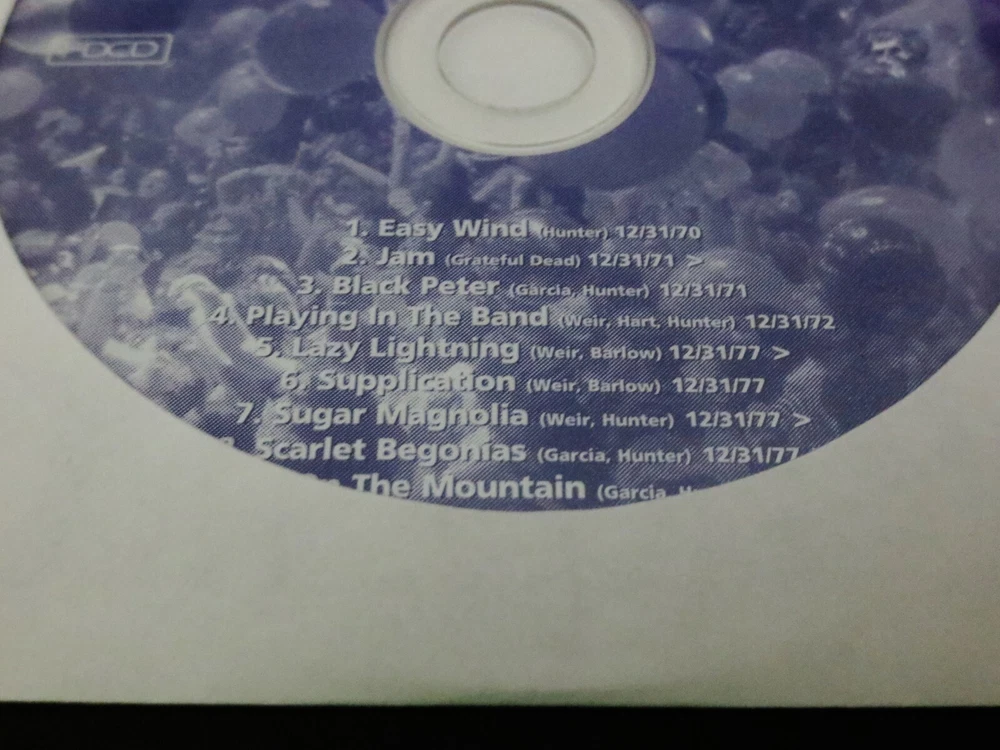 HDCD
1. Easy Wind (Hunter) 12/31/70
2. Jam (Grateful Dead) 12/31/71 >
3. Black Peter (Garcia, Hunter) 12/31/71
4. Playing In The Band (Weir, Hart, Hunter) 12/31/72
5. Lazy Lightning (Weir, Barlow) 12/31/77 >
6. Supplication (Weir, Barlow) 12/31/77
7. Sugar Magnolia (Weir, Hunter) 12/31/77 >
8. Scarlet Begonias (Garcia, Hunter) 12/31/77
The Mountain (Garcia